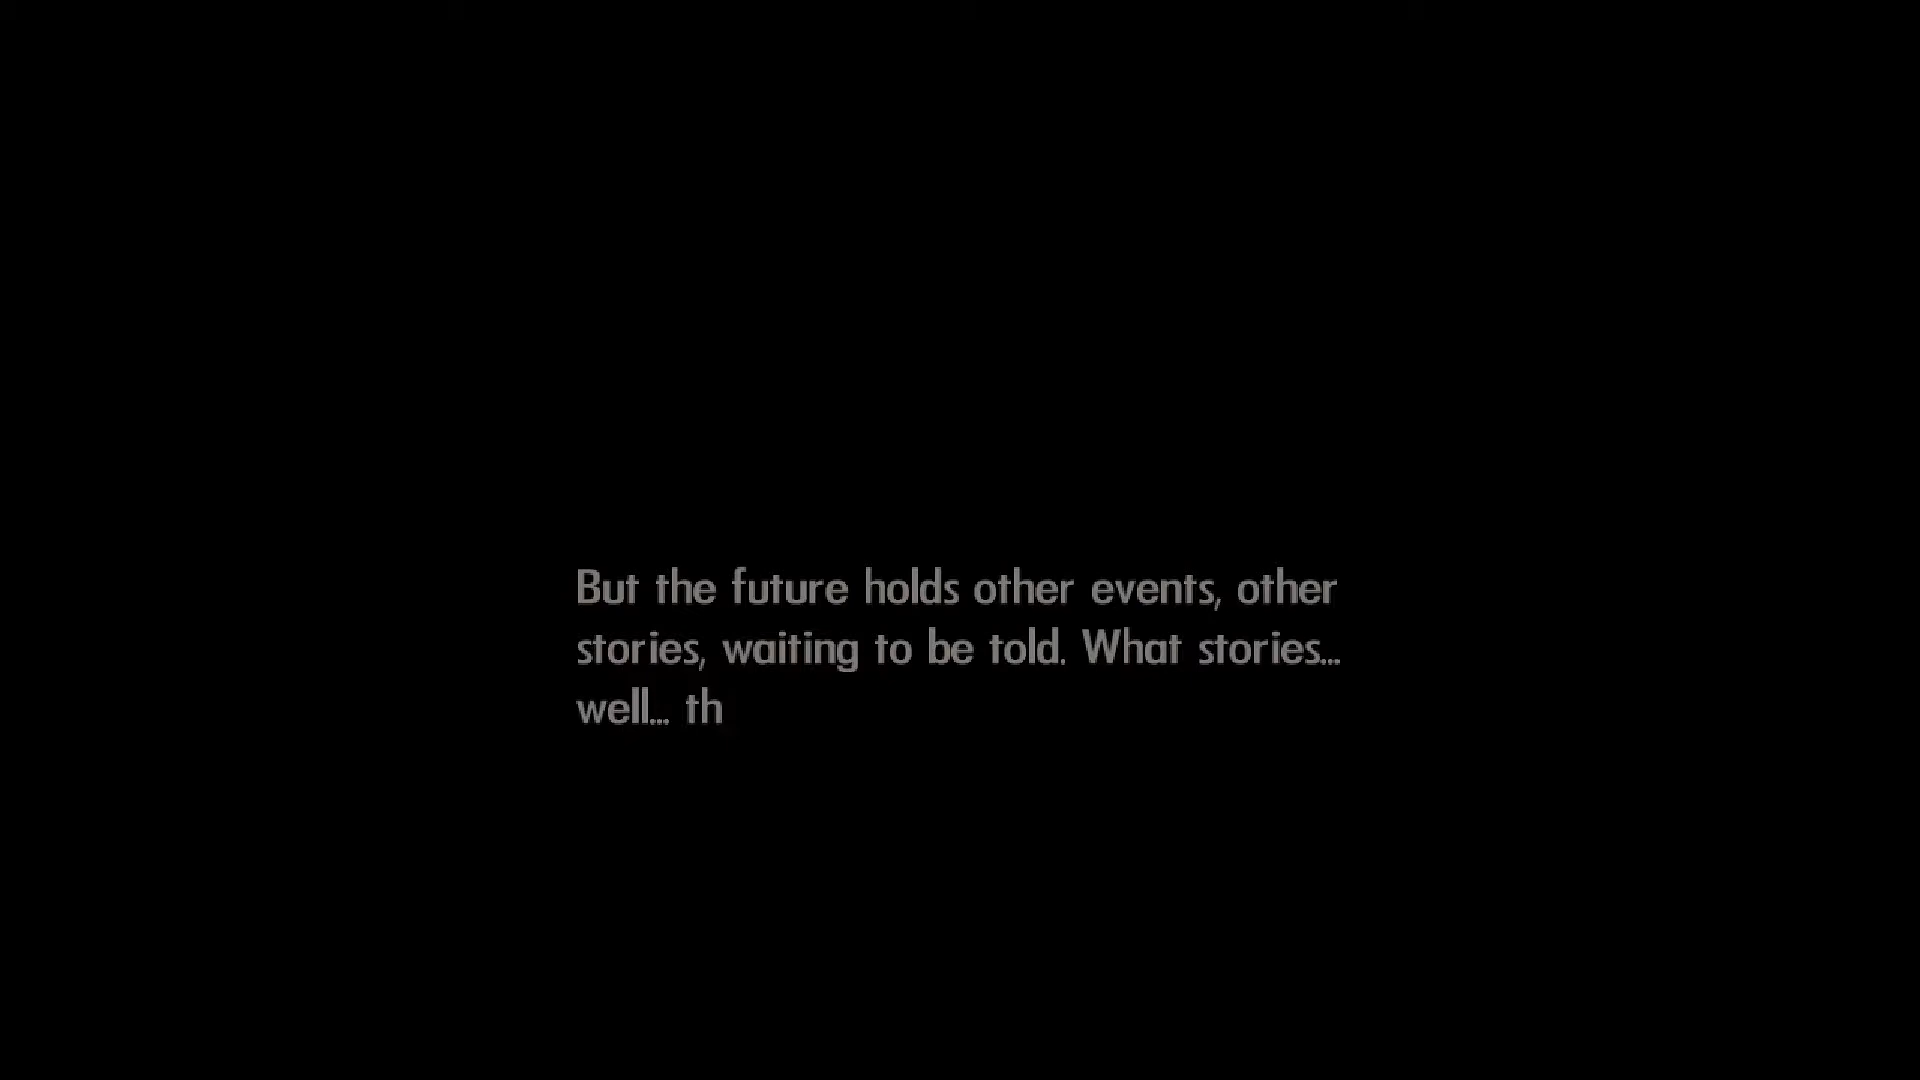 But the future holds other events, other
stories, waiting to be told. What stories...
well... th